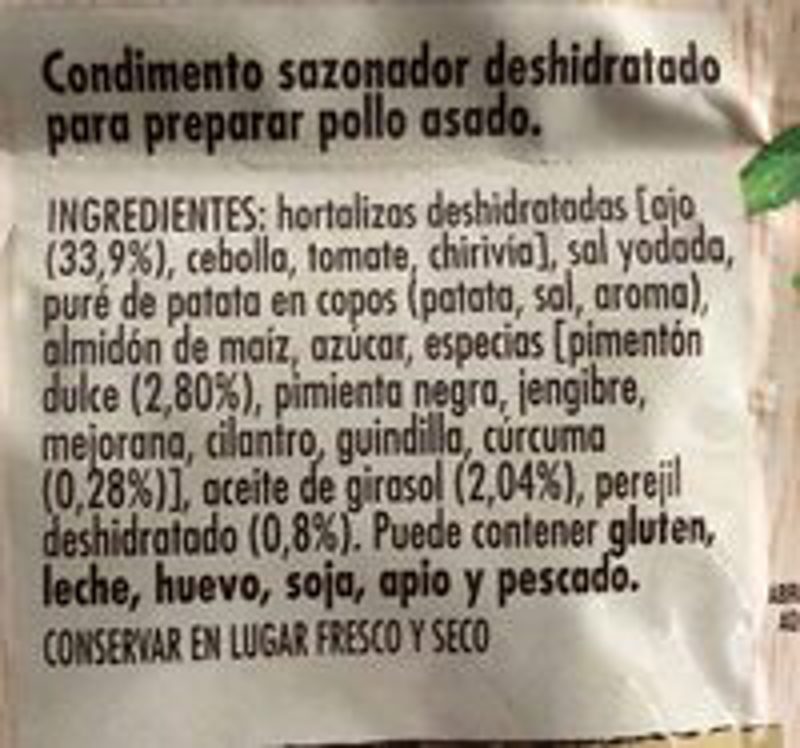 Condimento sazonador deshidratado
para preparar pollo asado.
INGREDIENTES: hortalizas deshidratadas [ajo
(33,9%), cebolla, tomate, chirivía], sal yodada,
puré de patata en copos (patata, sal, aroma),
almidón de maíz, azúcar, especias [pimentón
dulce (2,80%), pimienta negra, jengibre,
mejorana, cilantro, guindilla, cúrcuma
(0,28%)], aceite de girasol (2,04%), perejil
deshidratado (0,8%). Puede contener gluten,
leche, huevo, soja, apio y pescado.
CONSERVAR EN LUGAR FRESCO Y SECO